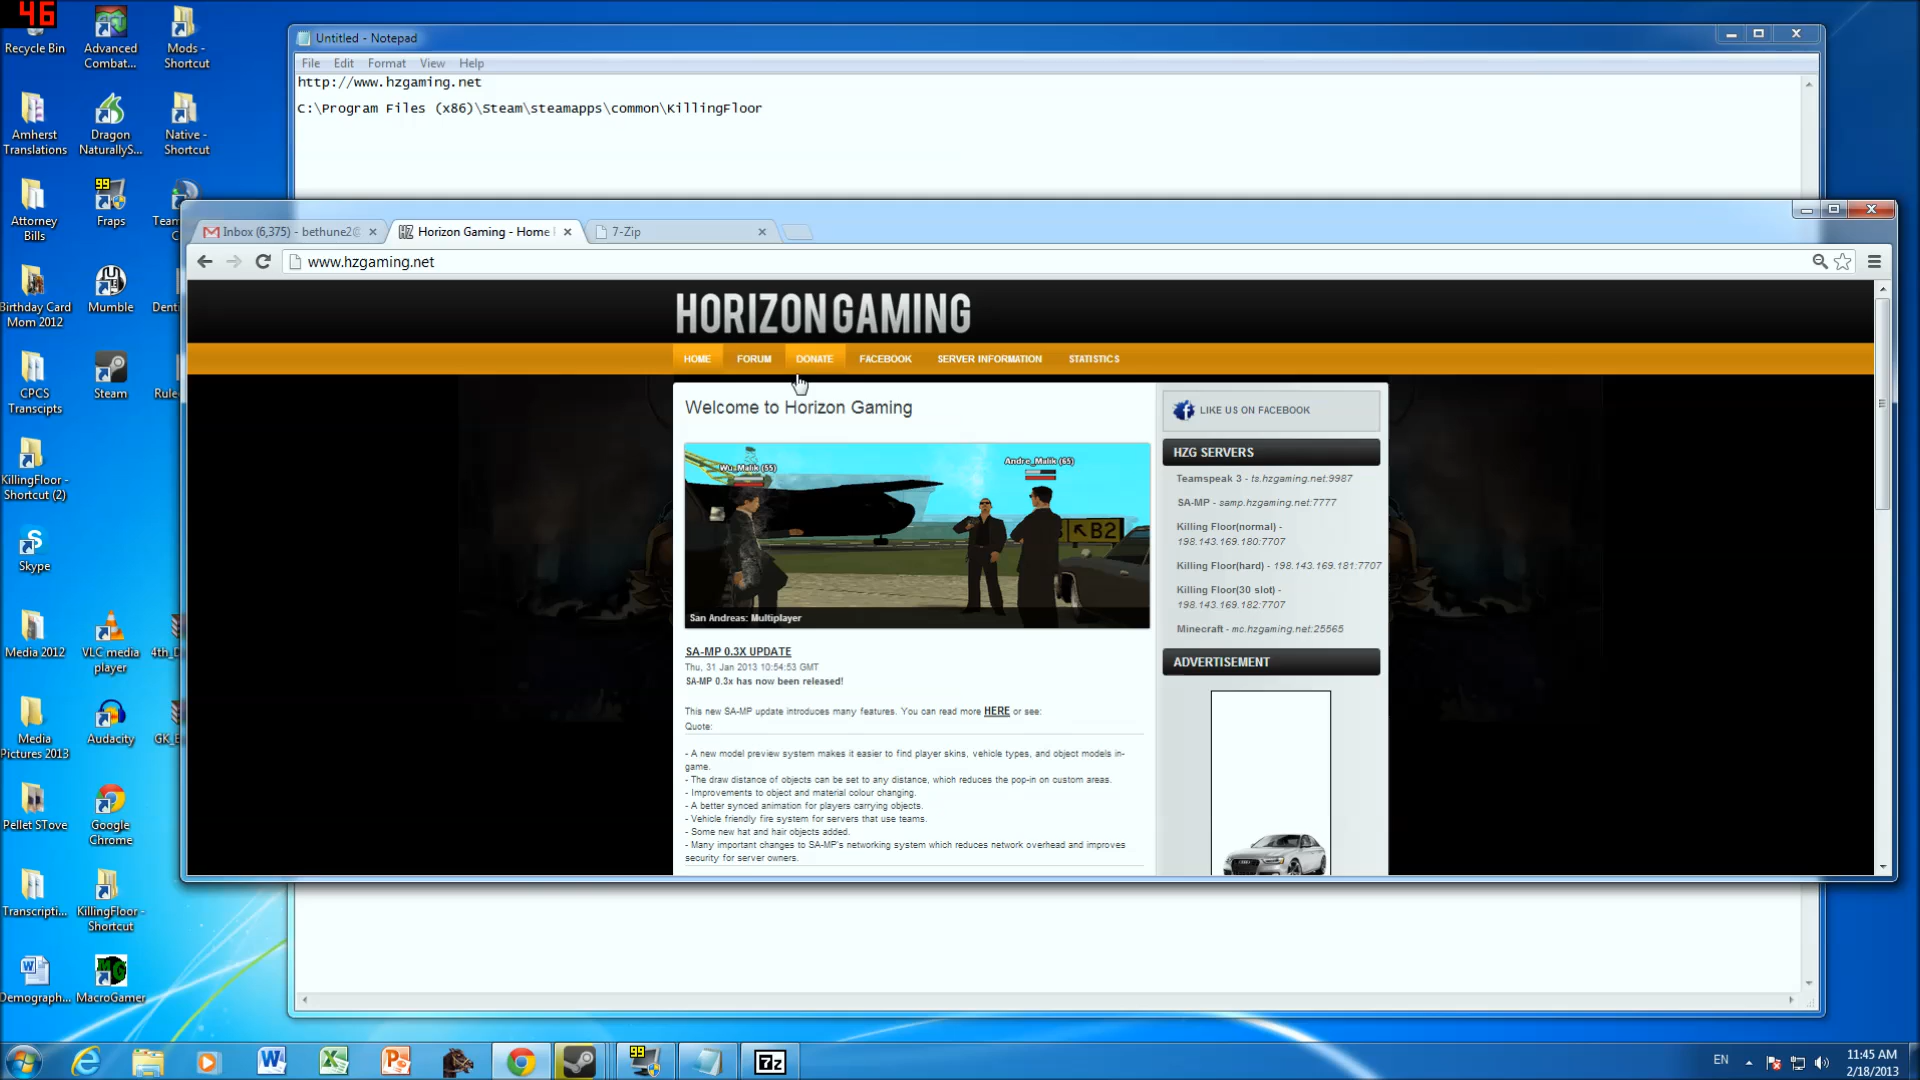 46
Recycle Bin
Advanced
Combat...
Mods -
Shortcut
Amherst
Translations
Dragon
NaturallyS...
Native -
Shortcut
Attorney
Bills
99
Fraps
Birthday Card
Mom 2012
Mumble
CPCS
Transcipts
Steam
KillingFloor -
Shortcut (2)
Skype
Media 2012
VLC media
player
Media
Pictures 2013
Audacity
Pellet STove
Google
Chrome
Transcripti...
KillingFloor -
Shortcut
Demograph...
MacroGamer
Untitled - Notepad
File Edit Format View Help
http://www.hzgaming.net
C:\Program Files (x86)\Steam\steamapps\common\KillingFloor
Inbox (6,375) - bethune2@
Horizon Gaming - Home
7-Zip
www.hzgaming.net
HORIZON GAMING
HOME FORUM DONATE FACEBOOK SERVER INFORMATION STATISTICS
Welcome to Horizon Gaming
Wu_Malik (55)
Andre_Malik (65)
B2
San Andreas: Multiplayer
SA-MP 0.3X UPDATE
Thu, 31 Jan 2013 10:54:53 GMT
SA-MP 0.3x has now been released!
This new SA-MP update introduces many features. You can read more HERE or see:
Quote:
- A new model preview system makes it easier to find player skins, vehicle types, and object models in-
game.
- The draw distance of objects can be set to any distance, which reduces the pop-in on custom areas.
- Improvements to object and material colour changing.
- A better synced animation for players carrying objects.
- Vehicle friendly fire system for servers that use teams.
- Some new hat and hair objects added.
- Many important changes to SA-MP's networking system which reduces network overhead and improves
security for server owners.
LIKE US ON FACEBOOK
HZG SERVERS
Teamspeak 3 - ts.hzgaming.net:9987
SA-MP - samp.hzgaming.net:7777
Killing Floor(normal) -
198.143.169.180:7707
Killing Floor(hard) - 198.143.169.181:7707
Killing Floor(30 slot) -
198.143.169.182:7707
Minecraft - mc.hzgaming.net:25565
ADVERTISEMENT
99
7z
EN
11:45 AM
2/18/2013